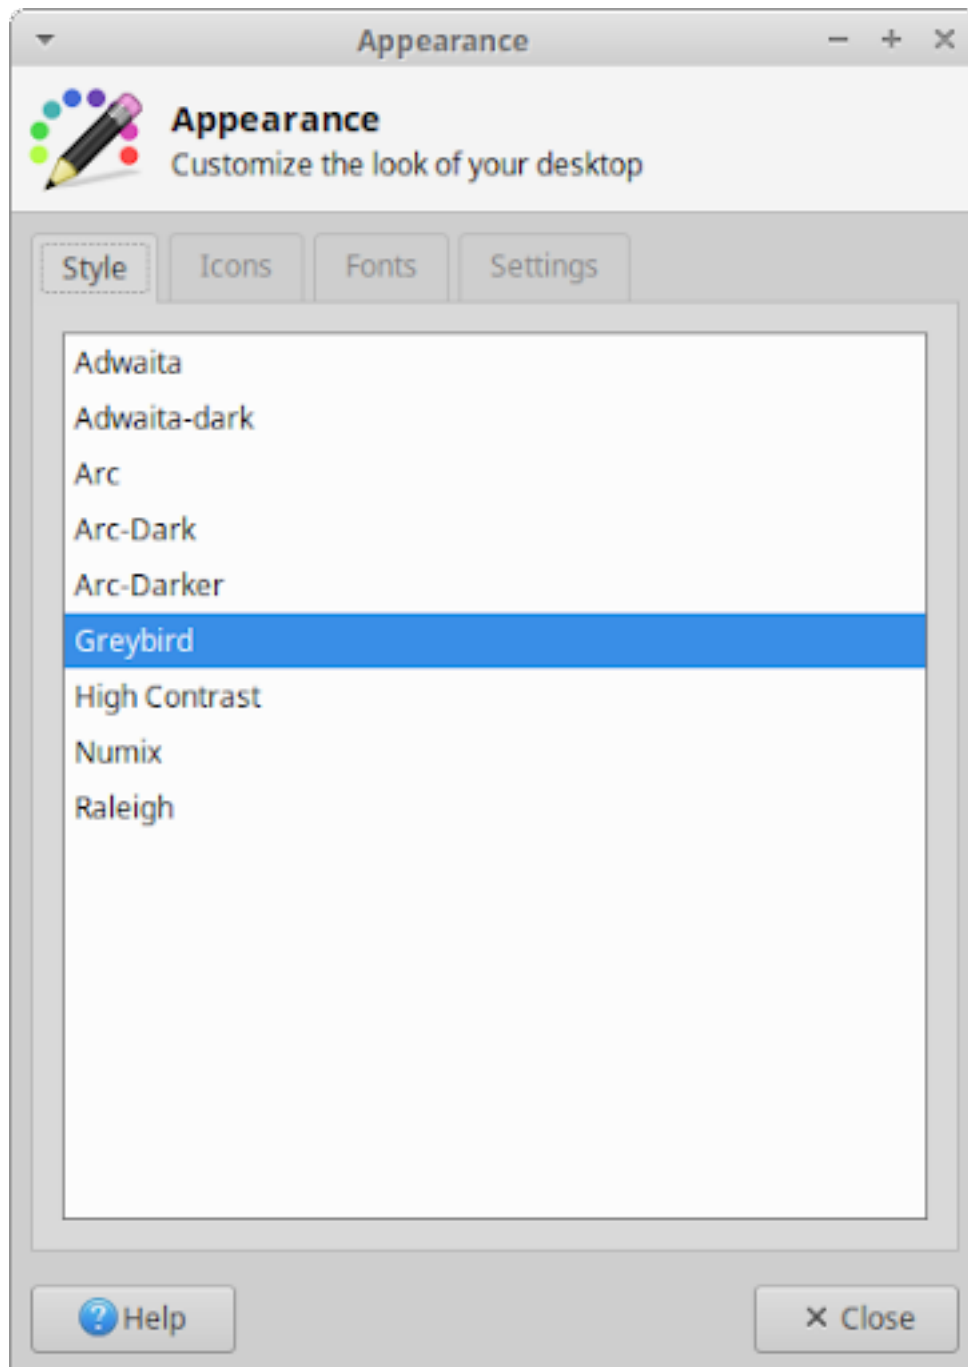 Appearance
Appearance
Customize the look of your desktop
Style Icons Fonts Settings
Adwaita
Adwaita-dark
Arc
Arc-Dark
Arc-Darker
Greybird
High Contrast
Numix
Raleigh
Help Close